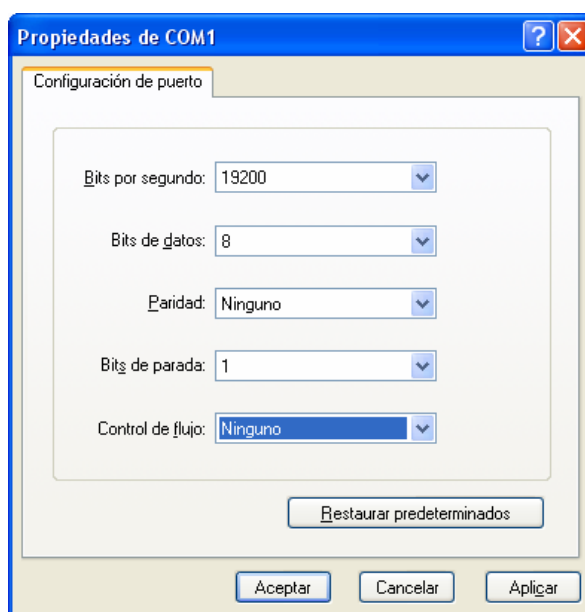 Propiedades de COM1
Configuración de puerto
Bits por segundo: 19200
Bits de datos: 8
Paridad: Ninguno
Bits de parada: 1
Control de flujo: Ninguno
Restaurar predeterminados
Aceptar Cancelar Aplicar